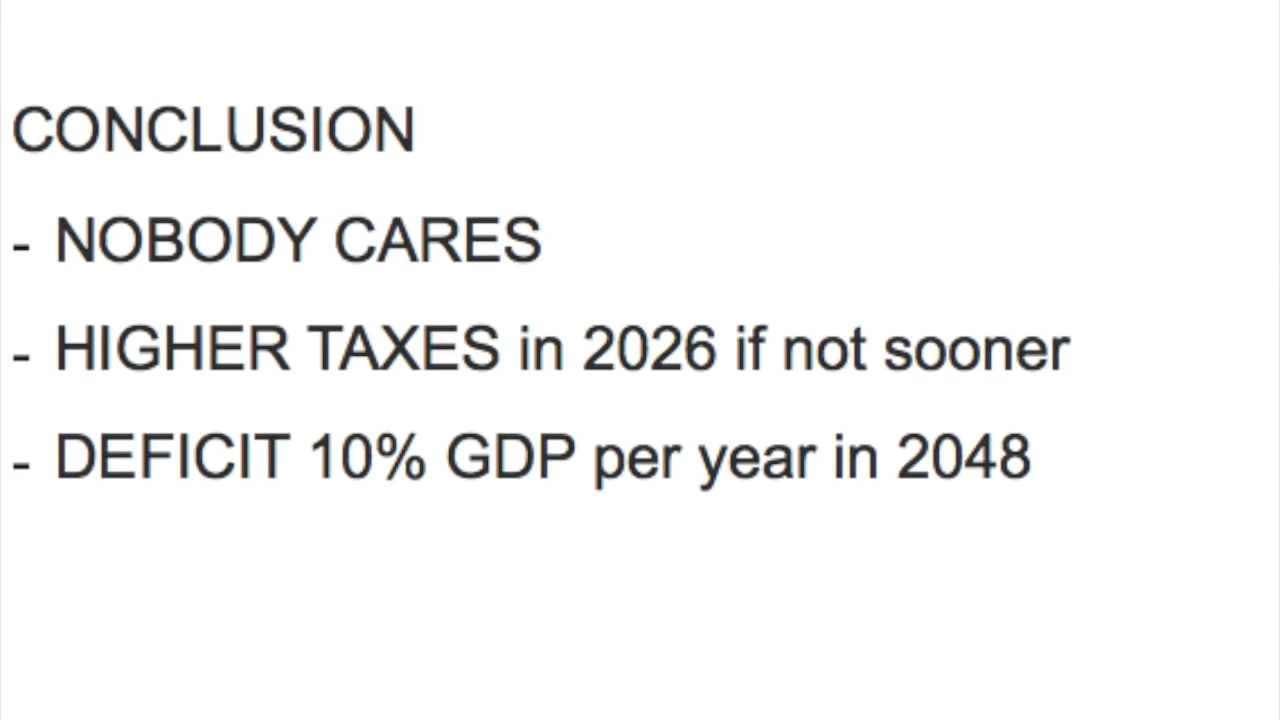 CONCLUSION
- NOBODY CARES
- HIGHER TAXES in 2026 if not sooner
- DEFICIT 10% GDP per year in 2048